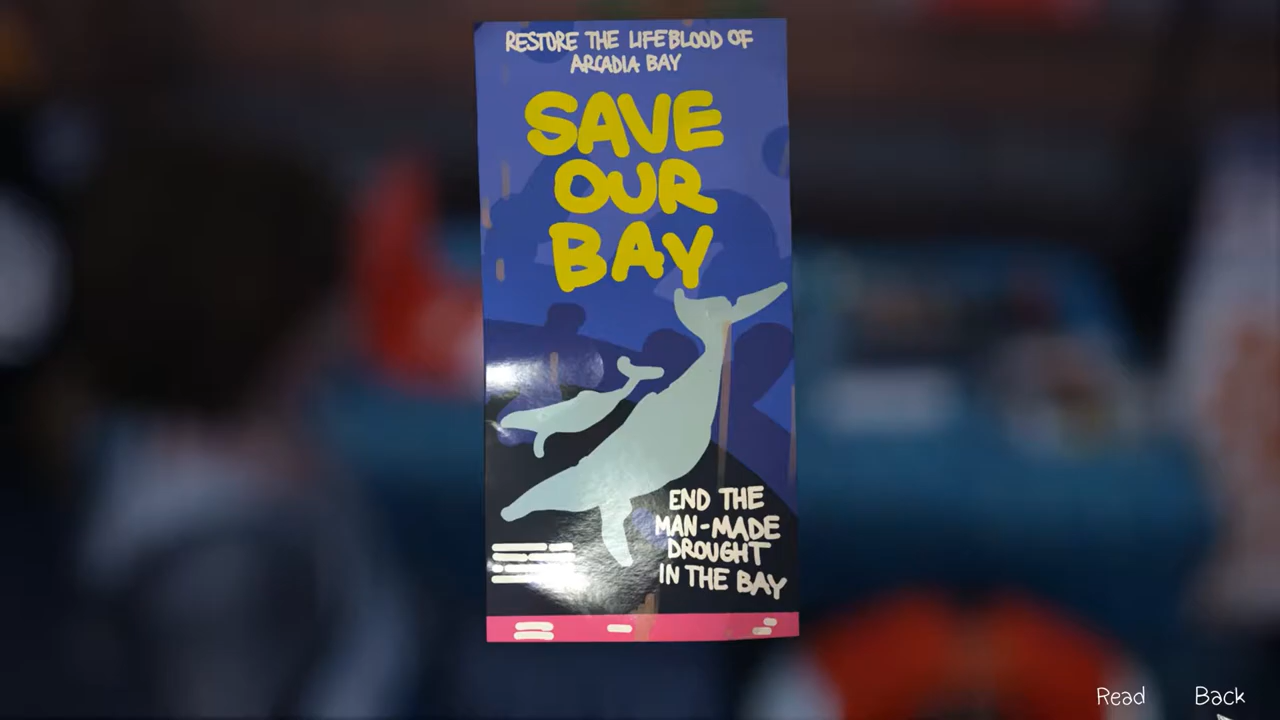 RESTORE THE LIFEBLOOD OF
ARCADIA BAY
SAVE
OUR
BAY
END THE
MAN-MADE
DROUGHT
IN THE BAY
Read Back